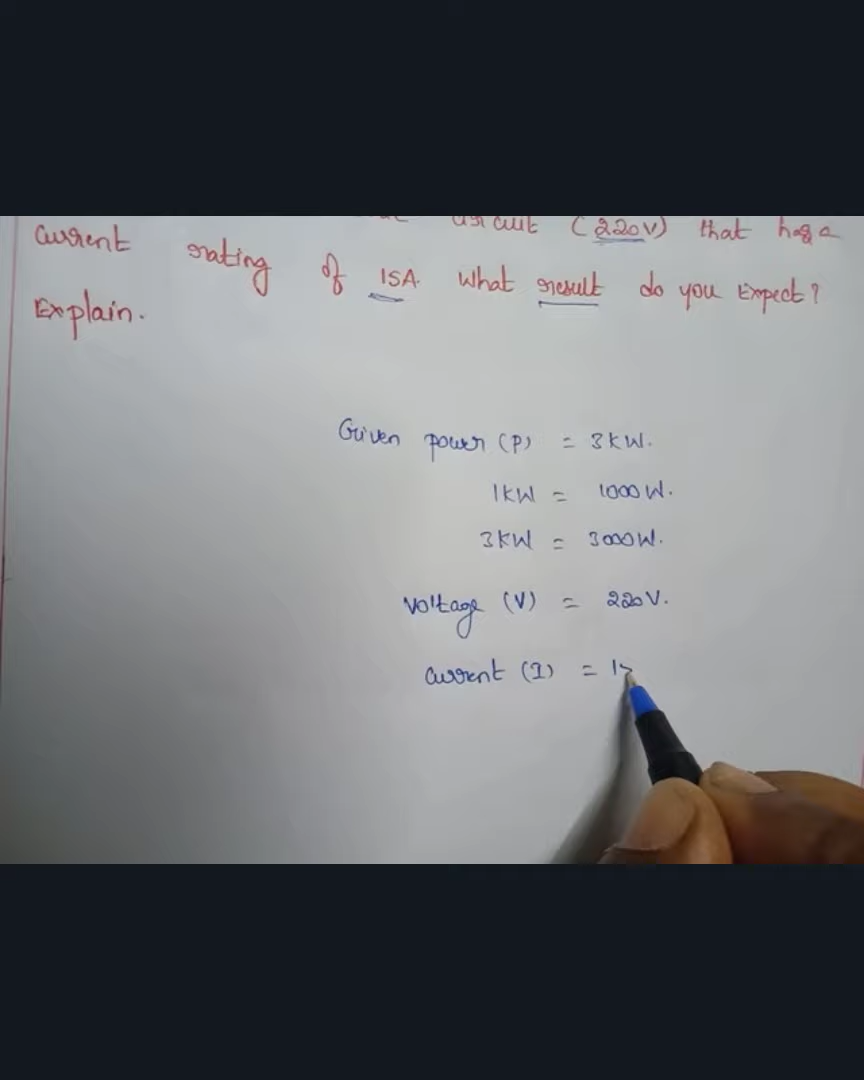 circuit (220V) that has a
current rating of 15A. What result do you Expect?
Explain.
Given power (P) = 3KW.
1KW = 1000W.
3KW = 3000W.
Voltage (V) = 220V.
Current (I) = 15